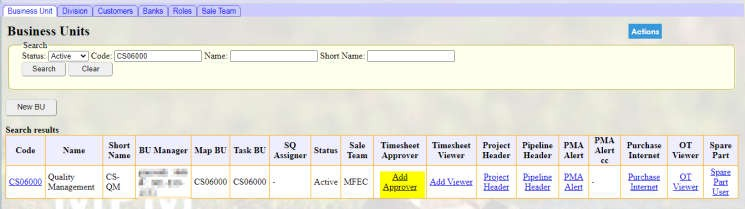 Business Unit Division Customers Banks Roles Sale Team
Business Units
Actions
Search
Status: Active Code: CS06000 Name: Short Name:
Search Clear
New BU
Search results
Code Name Short Name BU Manager Map BU Task BU SQ Assigner Status Sale Team Timesheet Approver Timesheet Viewer Project Header Pipeline Header PMA Alert PMA Alert cc Purchase Internet OT Viewer Spare Part
CS06000 Quality Management CS-QM CS06000 CS06000 - Active MFEC Add Approver Add Viewer Project Header Pipeline Header PMA Alert - Purchase Internet OT Viewer Spare Part User